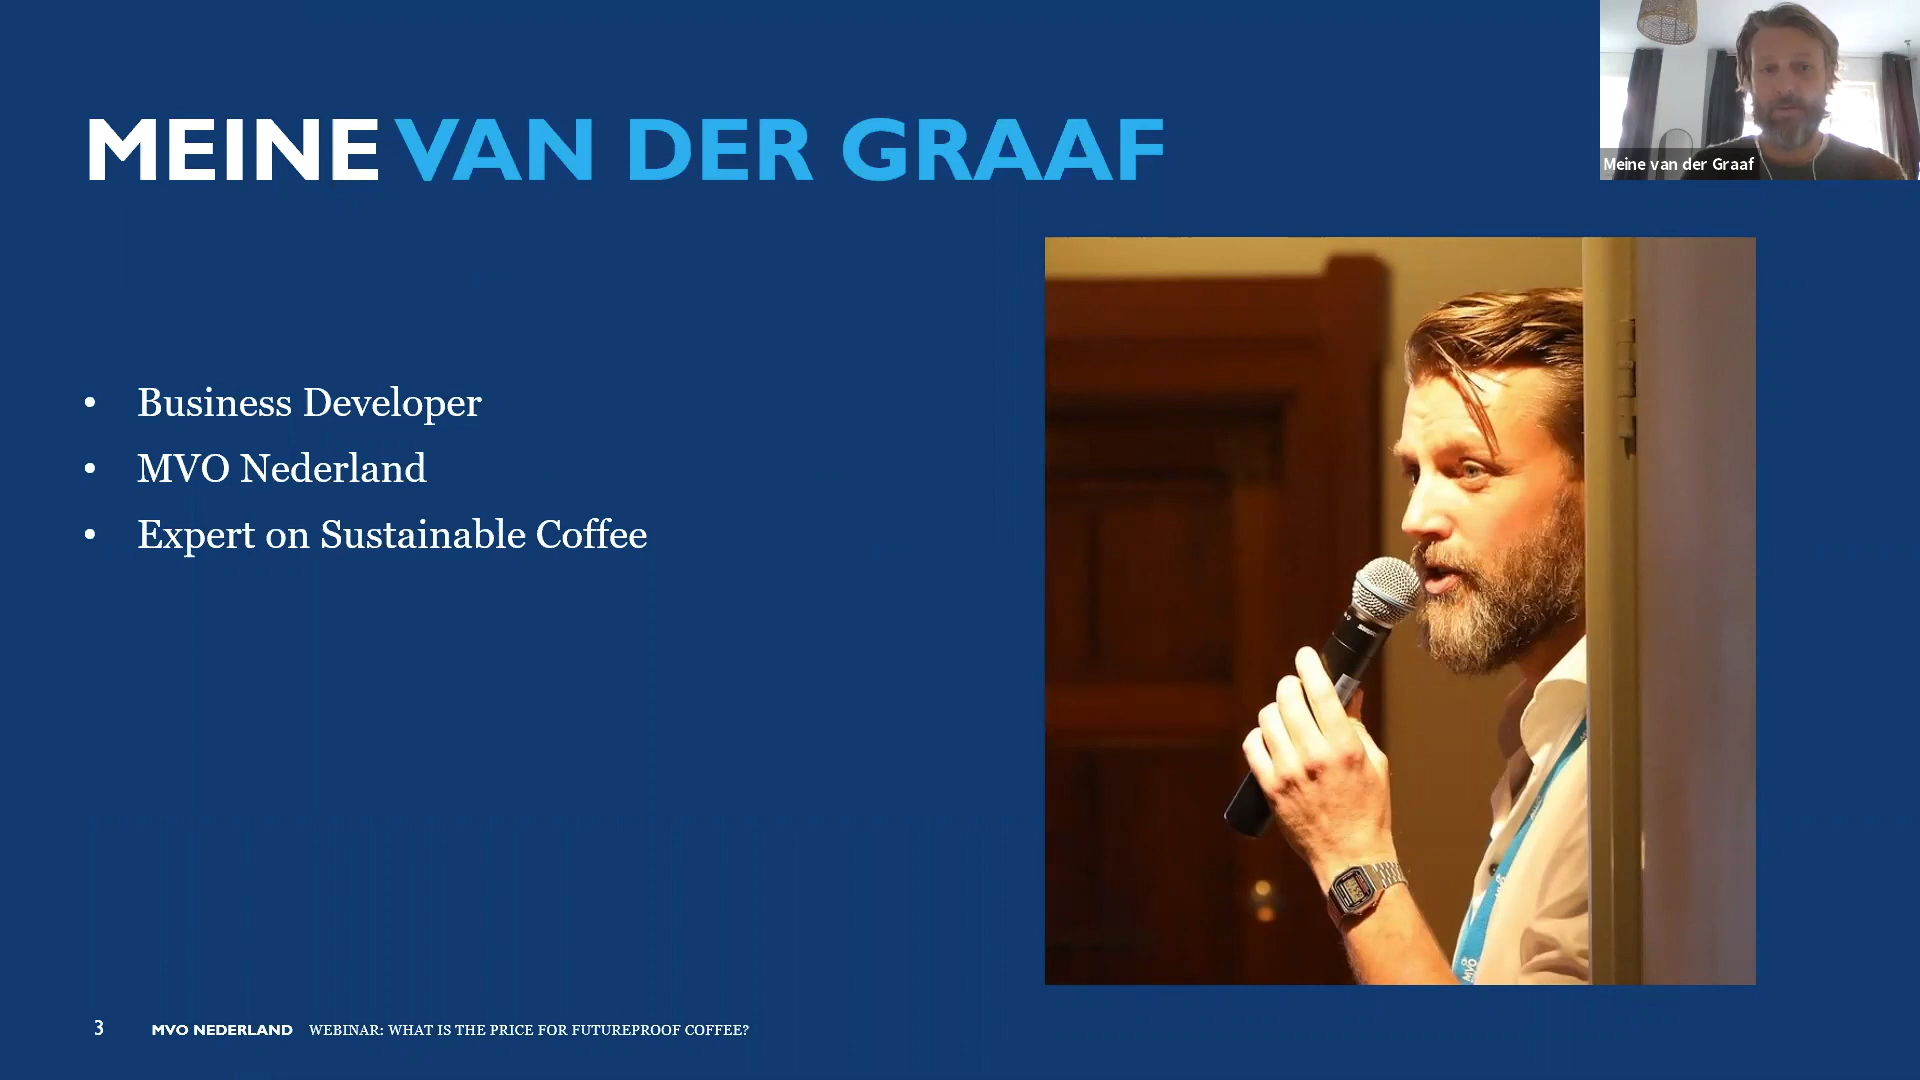 MEINE VAN DER GRAAF
Meine van der Graaf
• Business Developer
• MVO Nederland
• Expert on Sustainable Coffee
MVO
3 MVO NEDERLAND WEBINAR: WHAT IS THE PRICE FOR FUTUREPROOF COFFEE?